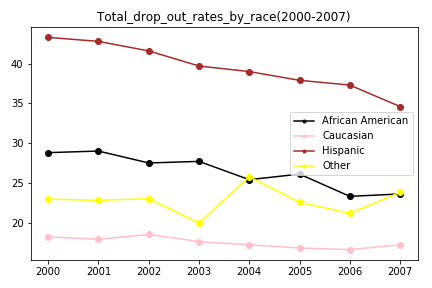 Total_drop_out_rates_by_race(2000-2007)
40
35
30
25
20
African American
Caucasian
Hispanic
Other
2000 2001 2002 2003 2004 2005 2006 2007